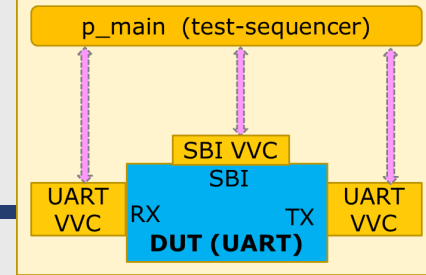 p_main (test-sequencer)
SBI VVC
SBI
UART
VVC
RX
TX
UART
VVC
DUT (UART)